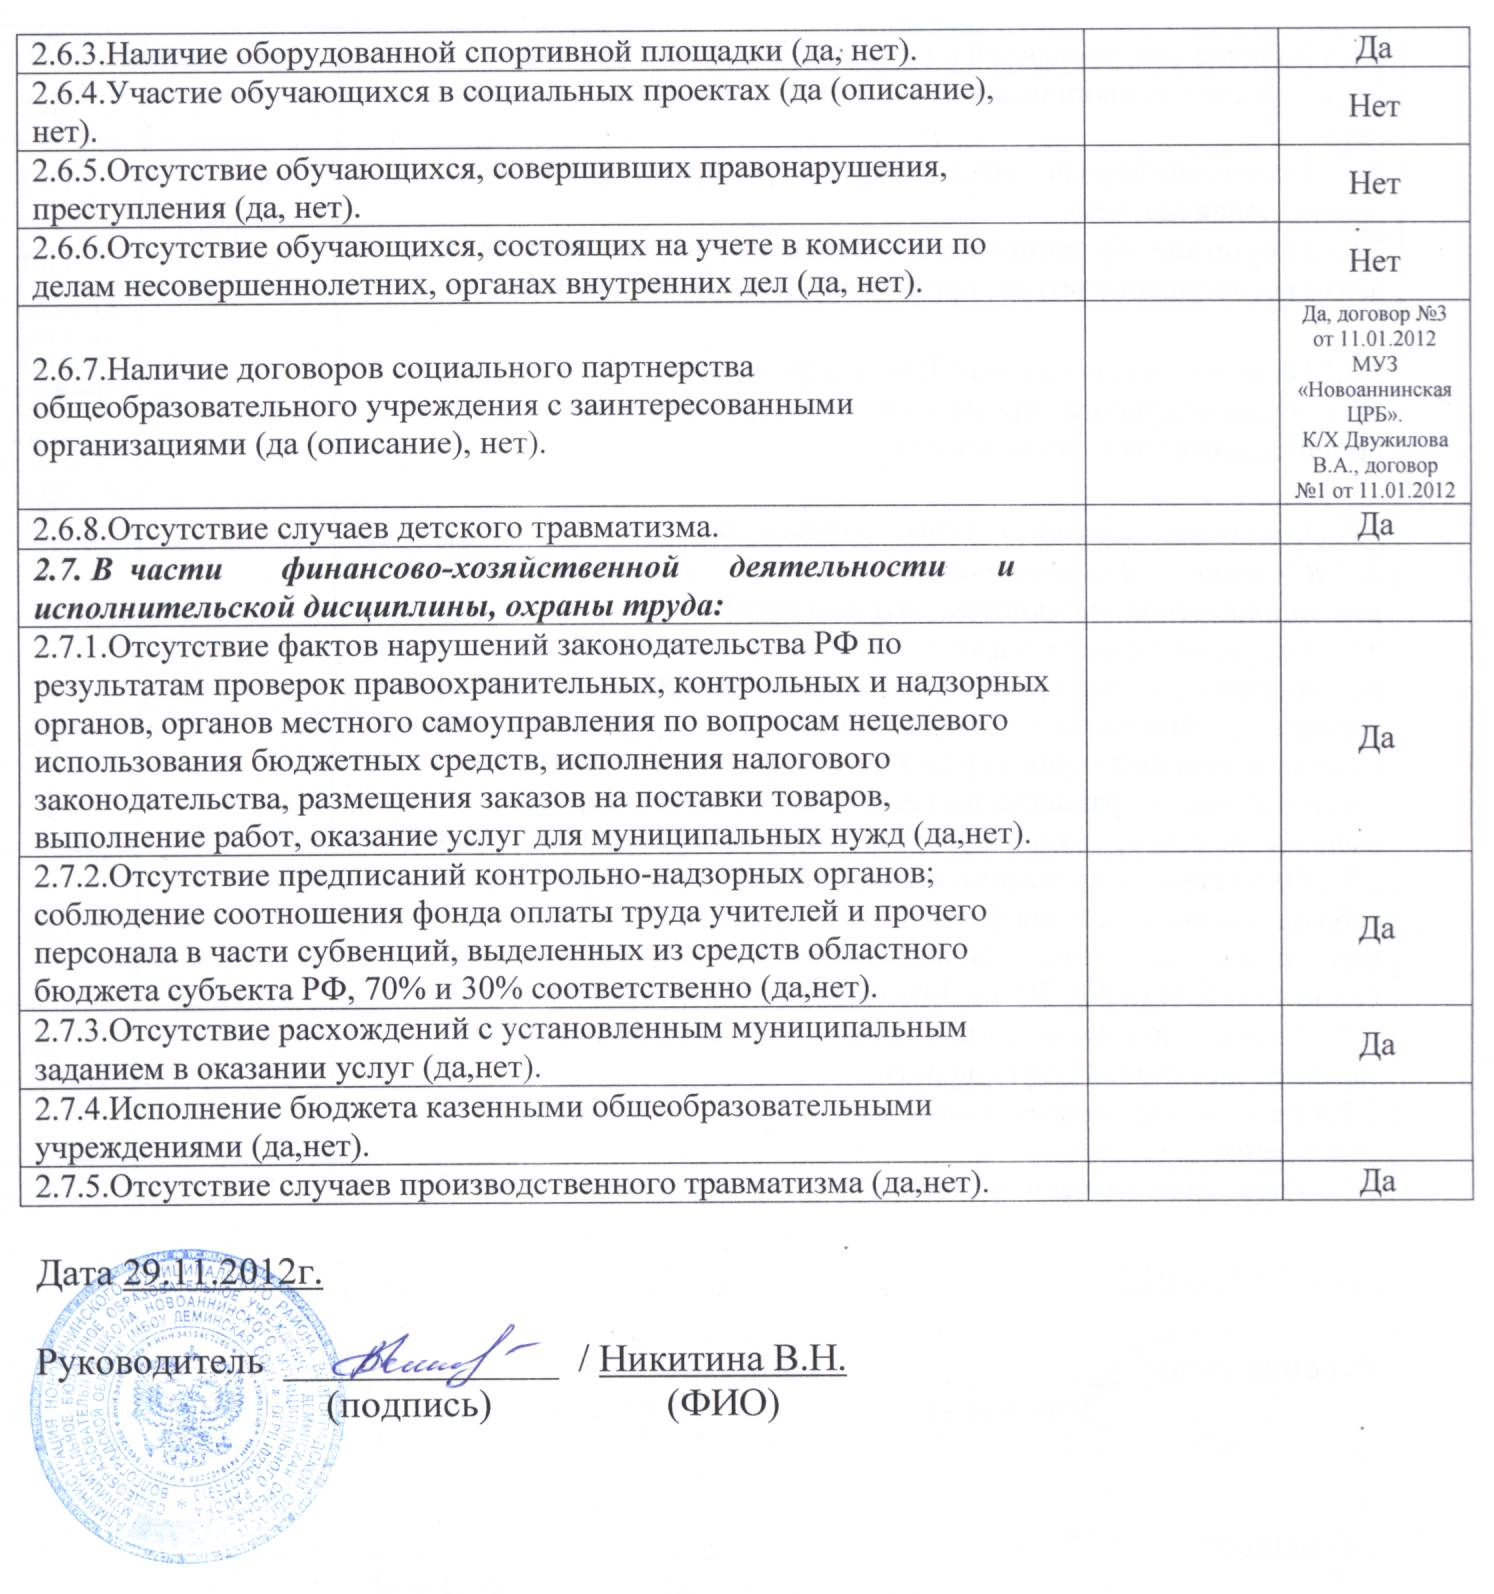 2.6.3.Наличие оборудованной спортивной площадки (да, нет).
Да
2.6.4.Участие обучающихся в социальных проектах (да (описание),
нет).
Нет
2.6.5.Отсутствие обучающихся, совершивших правонарушения,
преступления (да, нет).
Нет
2.6.6.Отсутствие обучающихся, состоящих на учете в комиссии по
делам несовершеннолетних, органах внутренних дел (да, нет).
Нет
2.6.7.Наличие договоров социального партнерства
общеобразовательного учреждения с заинтересованными
организациями (да (описание), нет).
Да, договор №3
от 11.01.2012
МУЗ
«Новоаннинская
ЦРБ».
К/Х Двужилова
В.А., договор
№1 от 11.01.2012
2.6.8.Отсутствие случаев детского травматизма.
Да
2.7. В части финансово-хозяйственной деятельности и
исполнительской дисциплины, охраны труда:
2.7.1.Отсутствие фактов нарушений законодательства РФ по
результатам проверок правоохранительных, контрольных и надзорных
органов, органов местного самоуправления по вопросам нецелевого
использования бюджетных средств, исполнения налогового
законодательства, размещения заказов на поставки товаров,
выполнение работ, оказание услуг для муниципальных нужд (да,нет).
Да
2.7.2.Отсутствие предписаний контрольно-надзорных органов;
соблюдение соотношения фонда оплаты труда учителей и прочего
персонала в части субвенций, выделенных из средств областного
бюджета субъекта РФ, 70% и 30% соответственно (да,нет).
Да
2.7.3.Отсутствие расхождений с установленным муниципальным
заданием в оказании услуг (да,нет).
Да
2.7.4.Исполнение бюджета казенными общеобразовательными
учреждениями (да,нет).
2.7.5.Отсутствие случаев производственного травматизма (да,нет).
Да
Дата 29.11.2012г.
Руководитель / Никитина В.Н.
(подпись) (ФИО)